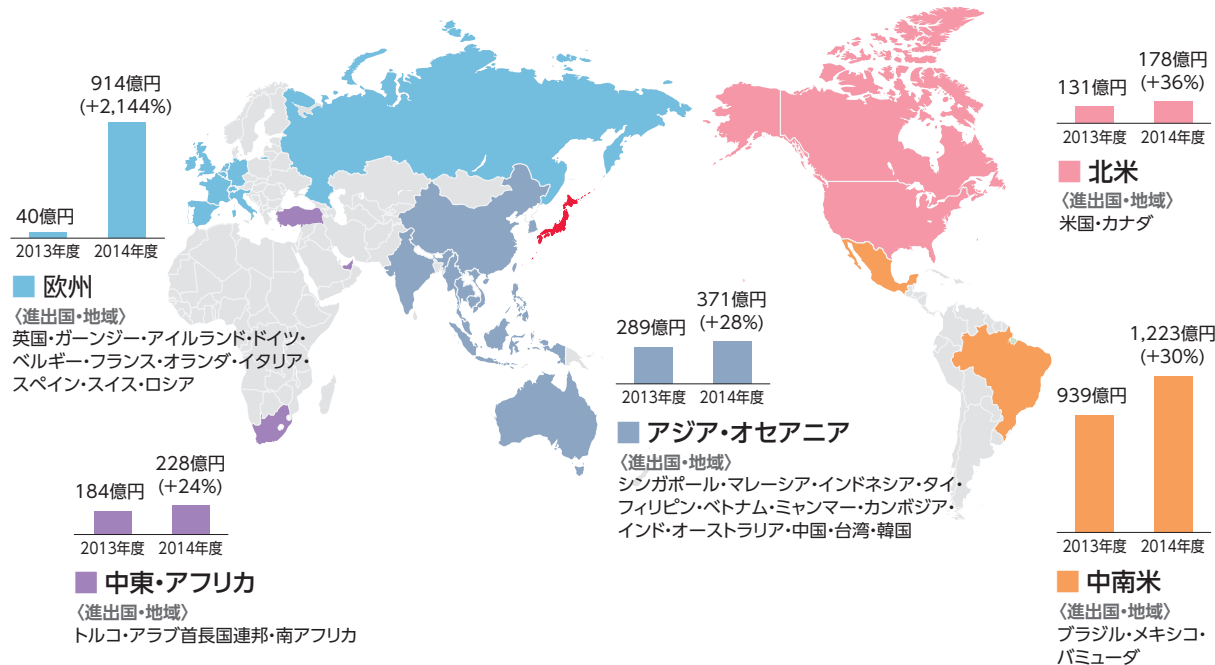 914億円
(+2,144%)
40億円
2013年度 2014年度
欧州
〈進出国・地域〉
英国・ガーンジー・アイルランド・ドイツ・
ベルギー・フランス・オランダ・イタリア・
スペイン・スイス・ロシア
228億円
(+24%)
184億円
2013年度 2014年度
中東・アフリカ
〈進出国・地域〉
トルコ・アラブ首長国連邦・南アフリカ
371億円
(+28%)
289億円
2013年度 2014年度
アジア・オセアニア
〈進出国・地域〉
シンガポール・マレーシア・インドネシア・タイ・
フィリピン・ベトナム・ミャンマー・カンボジア・
インド・オーストラリア・中国・台湾・韓国
178億円
(+36%)
131億円
2013年度 2014年度
北米
〈進出国・地域〉
米国・カナダ
1,223億円
(+30%)
939億円
2013年度 2014年度
中南米
〈進出国・地域〉
ブラジル・メキシコ・
バミューダ